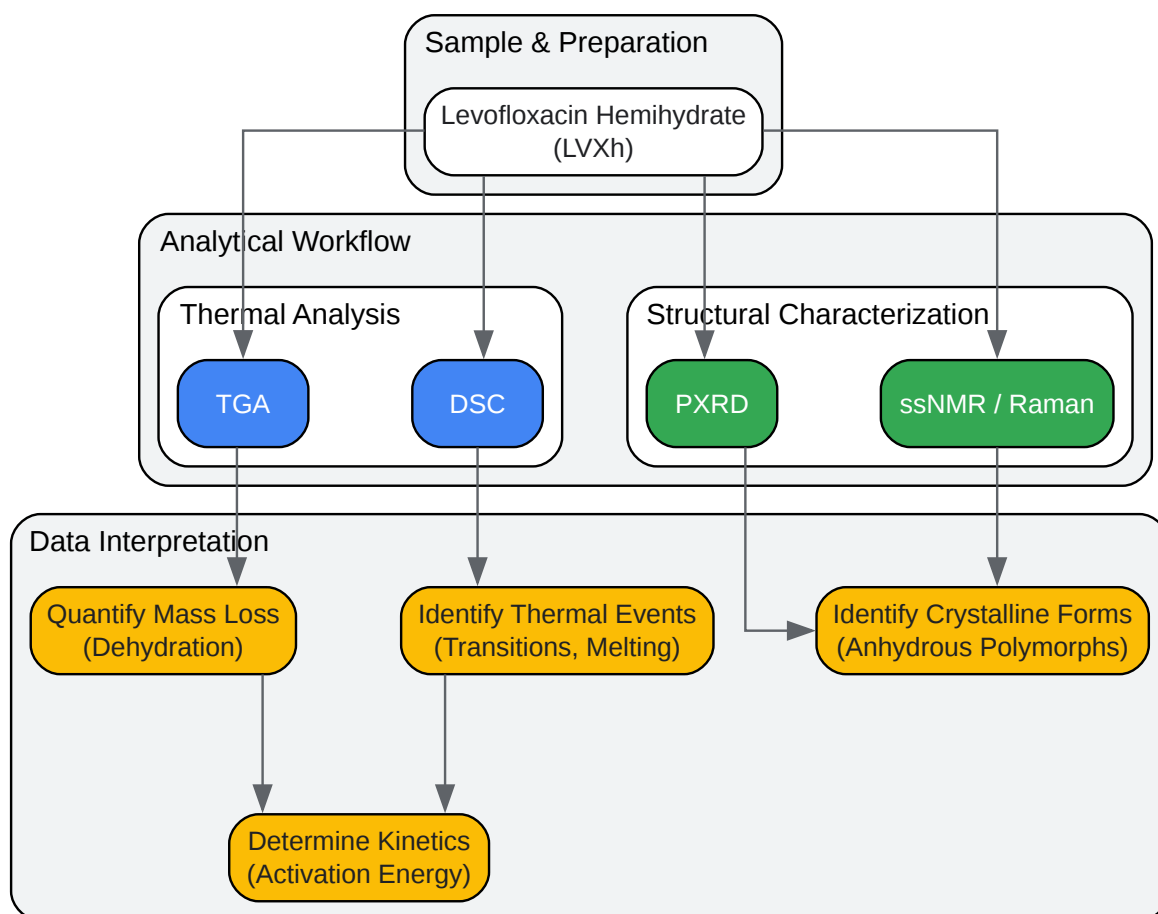 Sample & Preparation
Levofloxacin Hemihydrate
(LVXh)
Analytical Workflow
Thermal Analysis
Structural Characterization
TGA
DSC
PXRD
ssNMR / Raman
Data Interpretation
Quantify Mass Loss
(Dehydration)
Identify Thermal Events
(Transitions, Melting)
Identify Crystalline Forms
(Anhydrous Polymorphs)
Determine Kinetics
(Activation Energy)